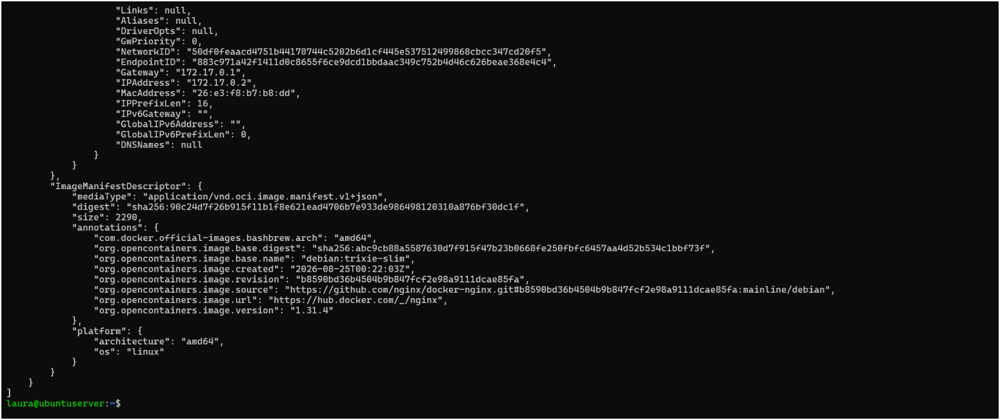 "Links": null,
"Aliases": null,
"DriverOpts": null,
"GwPriority": 0,
"NetworkID": "50df0feaacd4751b44178744c5202b6d1cf445e537512499868cbcc347cd20f5",
"EndpointID": "883c971a42f1411d0c8655f6ce9dcd1bbdaac349c752b4d46c626beae368e4c4",
"Gateway": "172.17.0.1",
"IPAddress": "172.17.0.2",
"MacAddress": "26:e3:f8:b7:b8:dd",
"IPPrefixLen": 16,
"IPv6Gateway": "",
"GlobalIPv6Address": "",
"GlobalIPv6PrefixLen": 0,
"DNSNames": null
}
}
},
"ImageManifestDescriptor": {
"mediaType": "application/vnd.oci.image.manifest.v1+json",
"digest": "sha256:90c24d7f26b915f11b1f8e621ead4706b7e933de986498120310a876bf30dc1f",
"size": 2290,
"annotations": {
"com.docker.official-images.bashbrew.arch": "amd64",
"org.opencontainers.image.base.digest": "sha256:abc9cb88a5587630d7f915f47b23b0668fe250fbfc6457aa4d52b534c1bbf73f",
"org.opencontainers.image.base.name": "debian:trixie-slim",
"org.opencontainers.image.created": "2026-08-25T00:22:03Z",
"org.opencontainers.image.revision": "b8590bd36b4504b9b847fcf2e98a9111dcae85fa",
"org.opencontainers.image.source": "https://github.com/nginx/docker-nginx.git#b8590bd36b4504b9b847fcf2e98a9111dcae85fa:mainline/debian",
"org.opencontainers.image.url": "https://hub.docker.com/_/nginx",
"org.opencontainers.image.version": "1.31.4"
},
"platform": {
"architecture": "amd64",
"os": "linux"
}
}
}
]
laura@ubuntuserver:~$